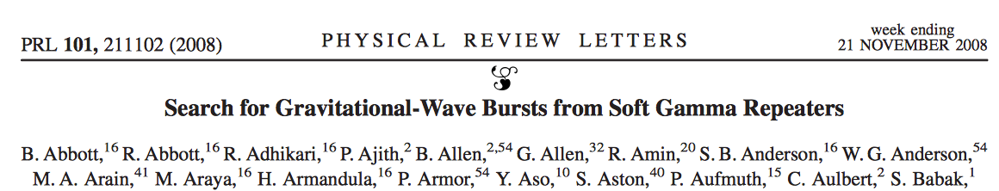 week ending
PRL 101, 211102 (2008) PHYSICAL REVIEW LETTERS 21 NOVEMBER 2008
Search for Gravitational-Wave Bursts from Soft Gamma Repeaters
B. Abbott,16 R. Abbott,16 R. Adhikari,16 P. Ajith,2 B. Allen,2,54 G. Allen,32 R. Amin,20 S. B. Anderson,16 W. G. Anderson,54
M. A. Arain,41 M. Araya,16 H. Armandula,16 P. Armor,54 Y. Aso,10 S. Aston,40 P. Aufmuth,15 C. Aulbert,2 S. Babak,1